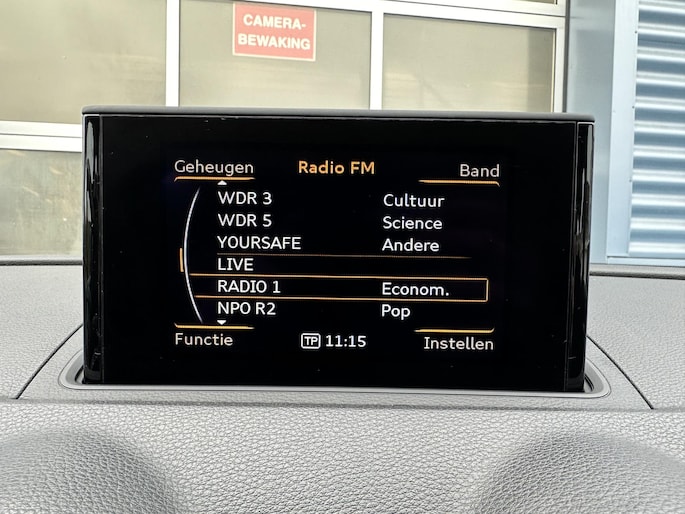 CAMERA-
BEWAKING
Geheugen Radio FM Band
WDR 3 Cultuur
WDR 5 Science
YOURSAFE Andere
LIVE
RADIO 1 Econom.
NPO R2 Pop
Functie TP 11:15 Instellen